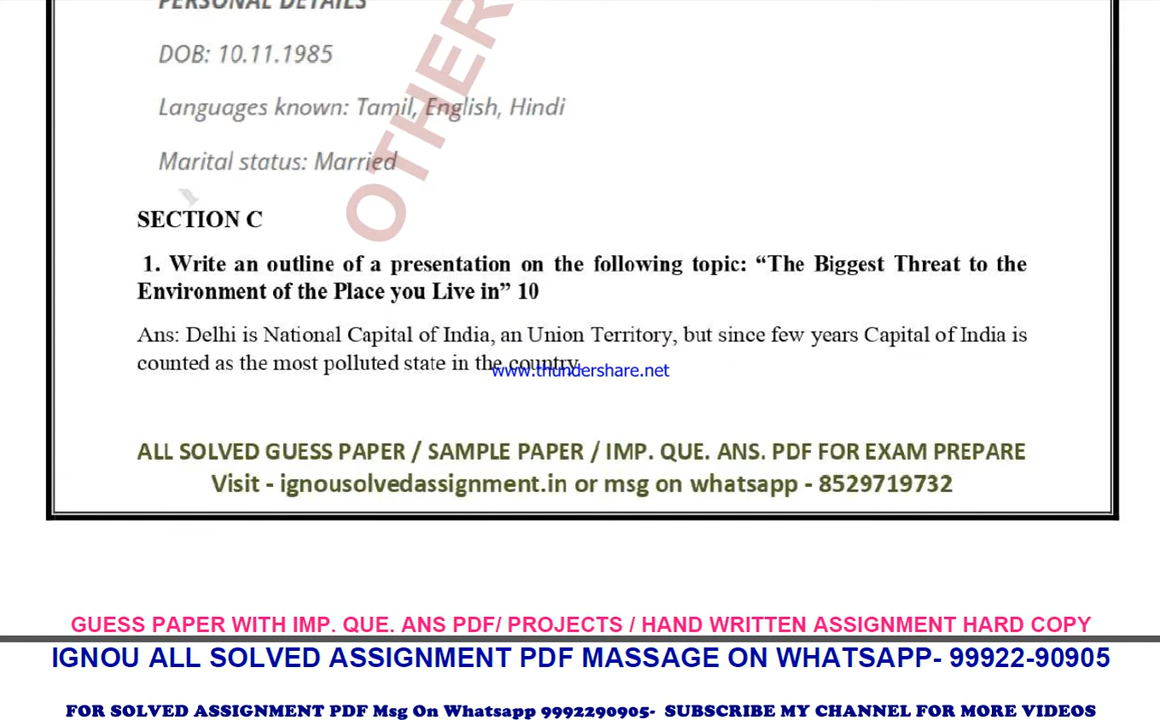 PERSONAL DETAILS
DOB: 10.11.1985
Languages known: Tamil, English, Hindi
Marital status: Married
OTHER
SECTION C
1. Write an outline of a presentation on the following topic: “The Biggest Threat to the
Environment of the Place you Live in” 10
Ans: Delhi is National Capital of India, an Union Territory, but since few years Capital of India is
counted as the most polluted state in the country
www.thundershare.net
ALL SOLVED GUESS PAPER / SAMPLE PAPER / IMP. QUE. ANS. PDF FOR EXAM PREPARE
Visit - ignousolvedassignment.in or msg on whatsapp - 8529719732
GUESS PAPER WITH IMP. QUE. ANS PDF/ PROJECTS / HAND WRITTEN ASSIGNMENT HARD COPY
IGNOU ALL SOLVED ASSIGNMENT PDF MASSAGE ON WHATSAPP- 99922-90905
FOR SOLVED ASSIGNMENT PDF Msg On Whatsapp 9992290905- SUBSCRIBE MY CHANNEL FOR MORE VIDEOS